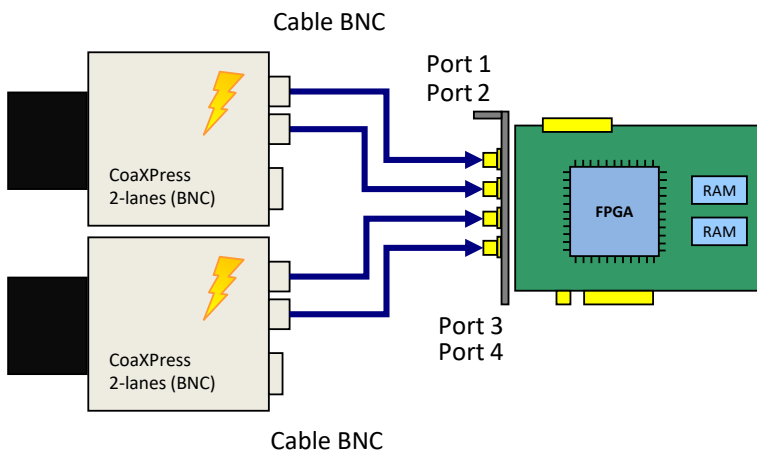 Cable BNC
Port 1
Port 2
CoaXPress
2-lanes (BNC)
FPGA
RAM
RAM
Port 3
Port 4
CoaXPress
2-lanes (BNC)
Cable BNC